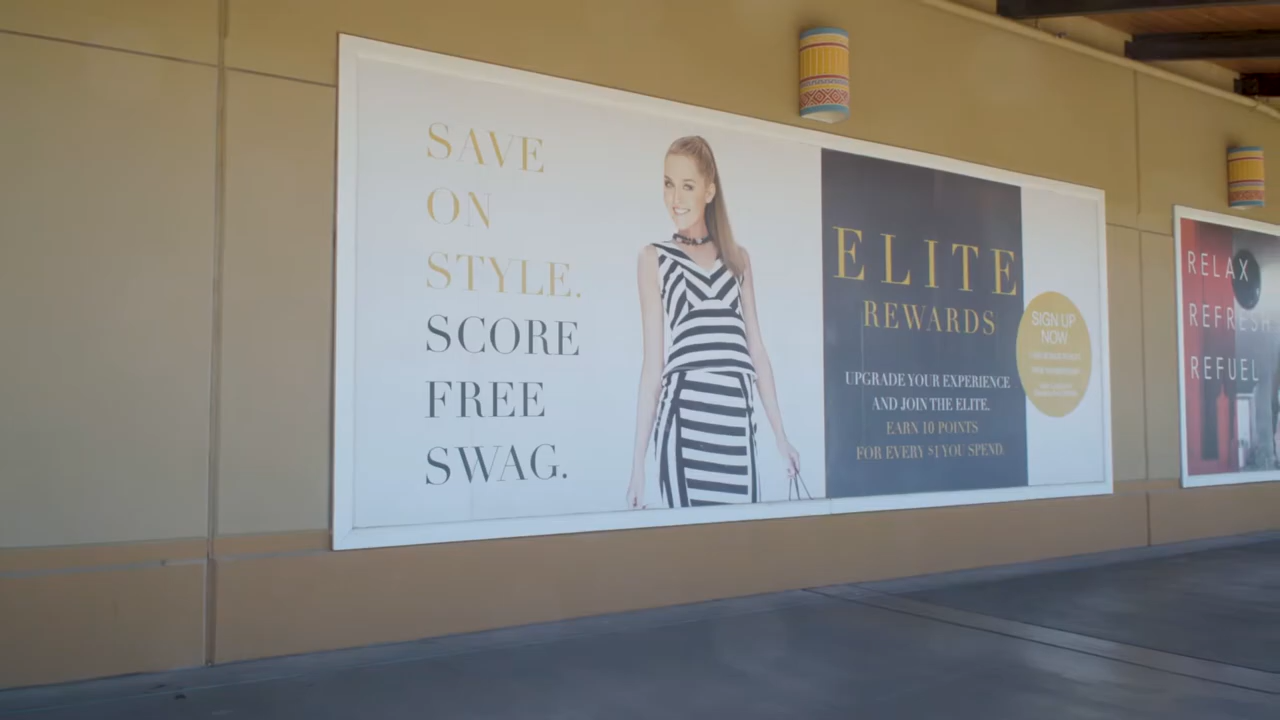 SAVE
ON
STYLE.
SCORE
FREE
SWAG.
ELITE
REWARDS
UPGRADE YOUR EXPERIENCE
AND JOIN THE ELITE.
EARN 10 POINTS
FOR EVERY $1 YOU SPEND.
SIGN UP
NOW
RELAX
REFRESH
REFUEL